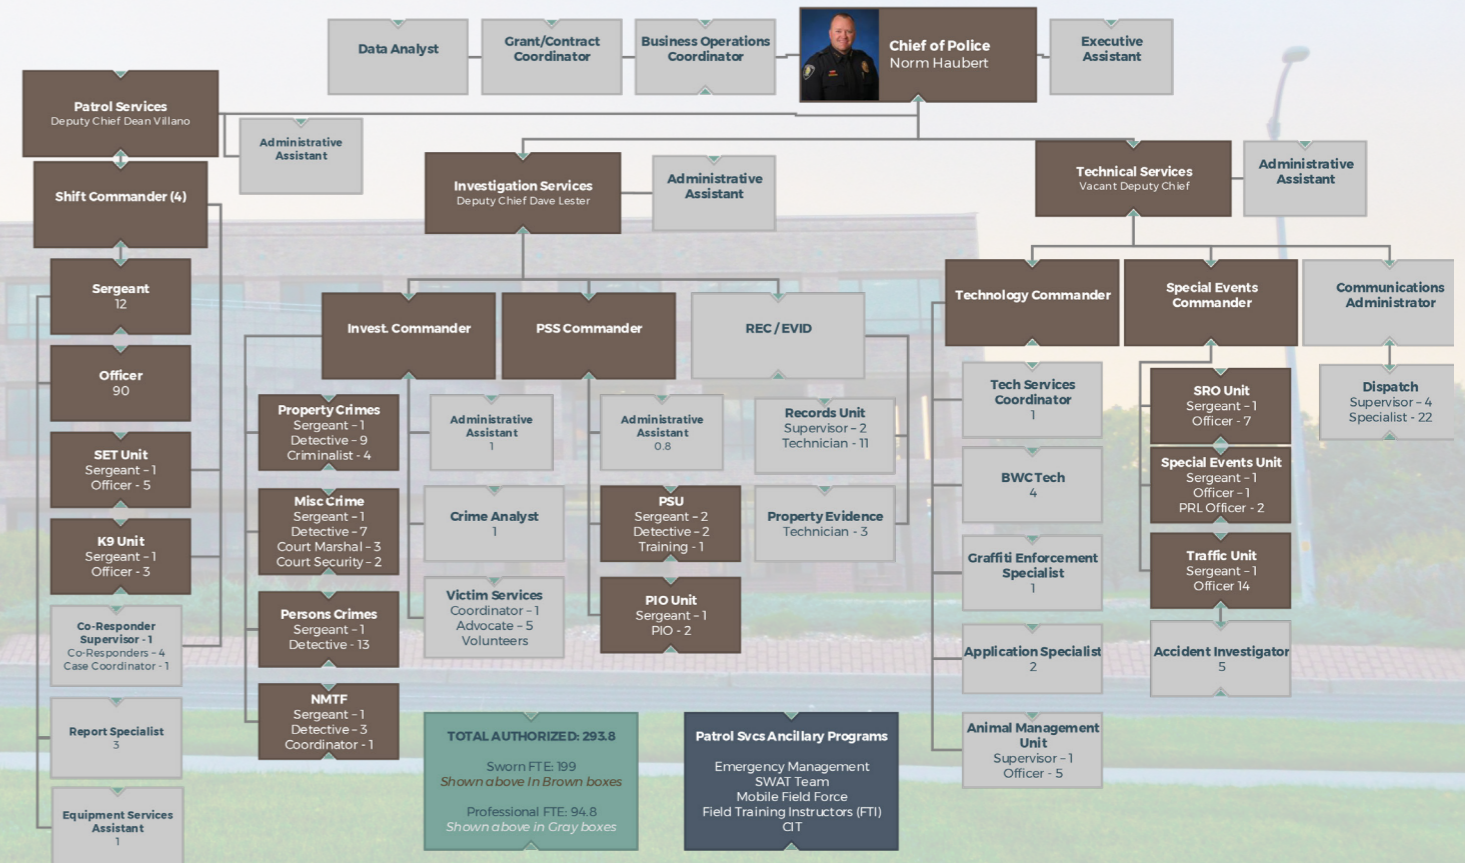 Data Analyst
Grant/Contract
Coordinator
Business Operations
Coordinator
Chief of Police
Norm Haubert
Executive
Assistant
Patrol Services
Deputy Chief Dean Villano
Administrative
Assistant
Shift Commander (4)
Investigation Services
Deputy Chief Dave Lester
Administrative
Assistant
Technical Services
Vacant Deputy Chief
Administrative
Assistant
Sergeant
12
Officer
90
SET Unit
Sergeant – 1
Officer - 5
K9 Unit
Sergeant – 1
Officer - 3
Co-Responder
Supervisor - 1
Co-Responders – 4
Case Coordinator - 1
Report Specialist
3
Equipment Services
Assistant
1
Invest. Commander
PSS Commander
REC / EVID
Property Crimes
Sergeant – 1
Detective – 9
Criminalist - 4
Misc Crime
Sergeant – 1
Detective – 7
Court Marshal – 3
Court Security – 2
Persons Crimes
Sergeant – 1
Detective - 13
NMTF
Sergeant – 1
Detective – 3
Coordinator - 1
Administrative
Assistant
1
Crime Analyst
1
Victim Services
Coordinator – 1
Advocate – 5
Volunteers
Administrative
Assistant
0.8
PSU
Sergeant – 2
Detective – 2
Training - 1
PIO Unit
Sergeant – 1
PIO - 2
Records Unit
Supervisor – 2
Technician - 11
Property Evidence
Technician - 3
Technology Commander
Special Events
Commander
Communications
Administrator
Tech Services
Coordinator
1
BWC Tech
4
Graffiti Enforcement
Specialist
1
Application Specialist
2
Animal Management
Unit
Supervisor – 1
Officer - 5
SRO Unit
Sergeant – 1
Officer - 7
Special Events Unit
Sergeant – 1
Officer – 1
PRL Officer - 2
Traffic Unit
Sergeant – 1
Officer 14
Accident Investigator
5
Dispatch
Supervisor – 4
Specialist - 22
TOTAL AUTHORIZED: 293.8
Sworn FTE: 199
Shown above In Brown boxes
Professional FTE: 94.8
Shown above in Gray boxes
Patrol Svcs Ancillary Programs
Emergency Management
SWAT Team
Mobile Field Force
Field Training Instructors (FTI)
CIT